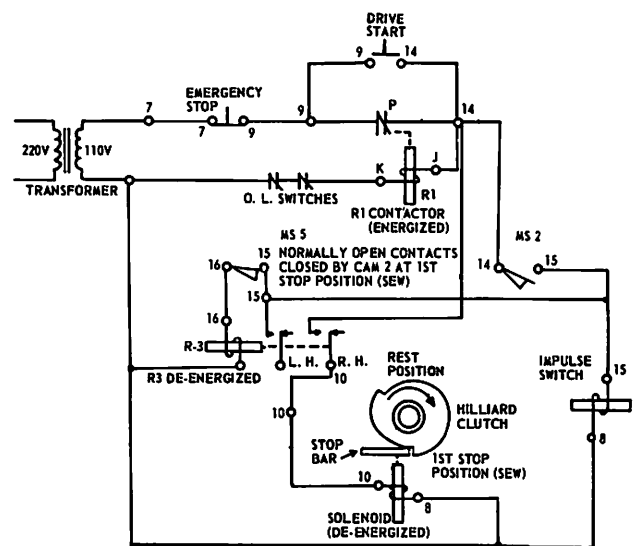 DRIVE
START
9 14
EMERGENCY
STOP
7 7 9 9 P 14
220V 110V
TRANSFORMER
K J
R1
O. L. SWITCHES
R1 CONTACTOR
(ENERGIZED)
MS 5
MS 2
16 15 NORMALLY OPEN CONTACTS
CLOSED BY CAM 2 AT 1ST
STOP POSITION (SEW)
14 15
15
16
R-3
L. H. R. H.
R3 DE-ENERGIZED
10
REST POSITION
IMPULSE
SWITCH
15
10
HILLIARD
CLUTCH
STOP
BAR
1ST STOP
POSITION (SEW)
8
10
8
SOLENOID
(DE-ENERGIZED)